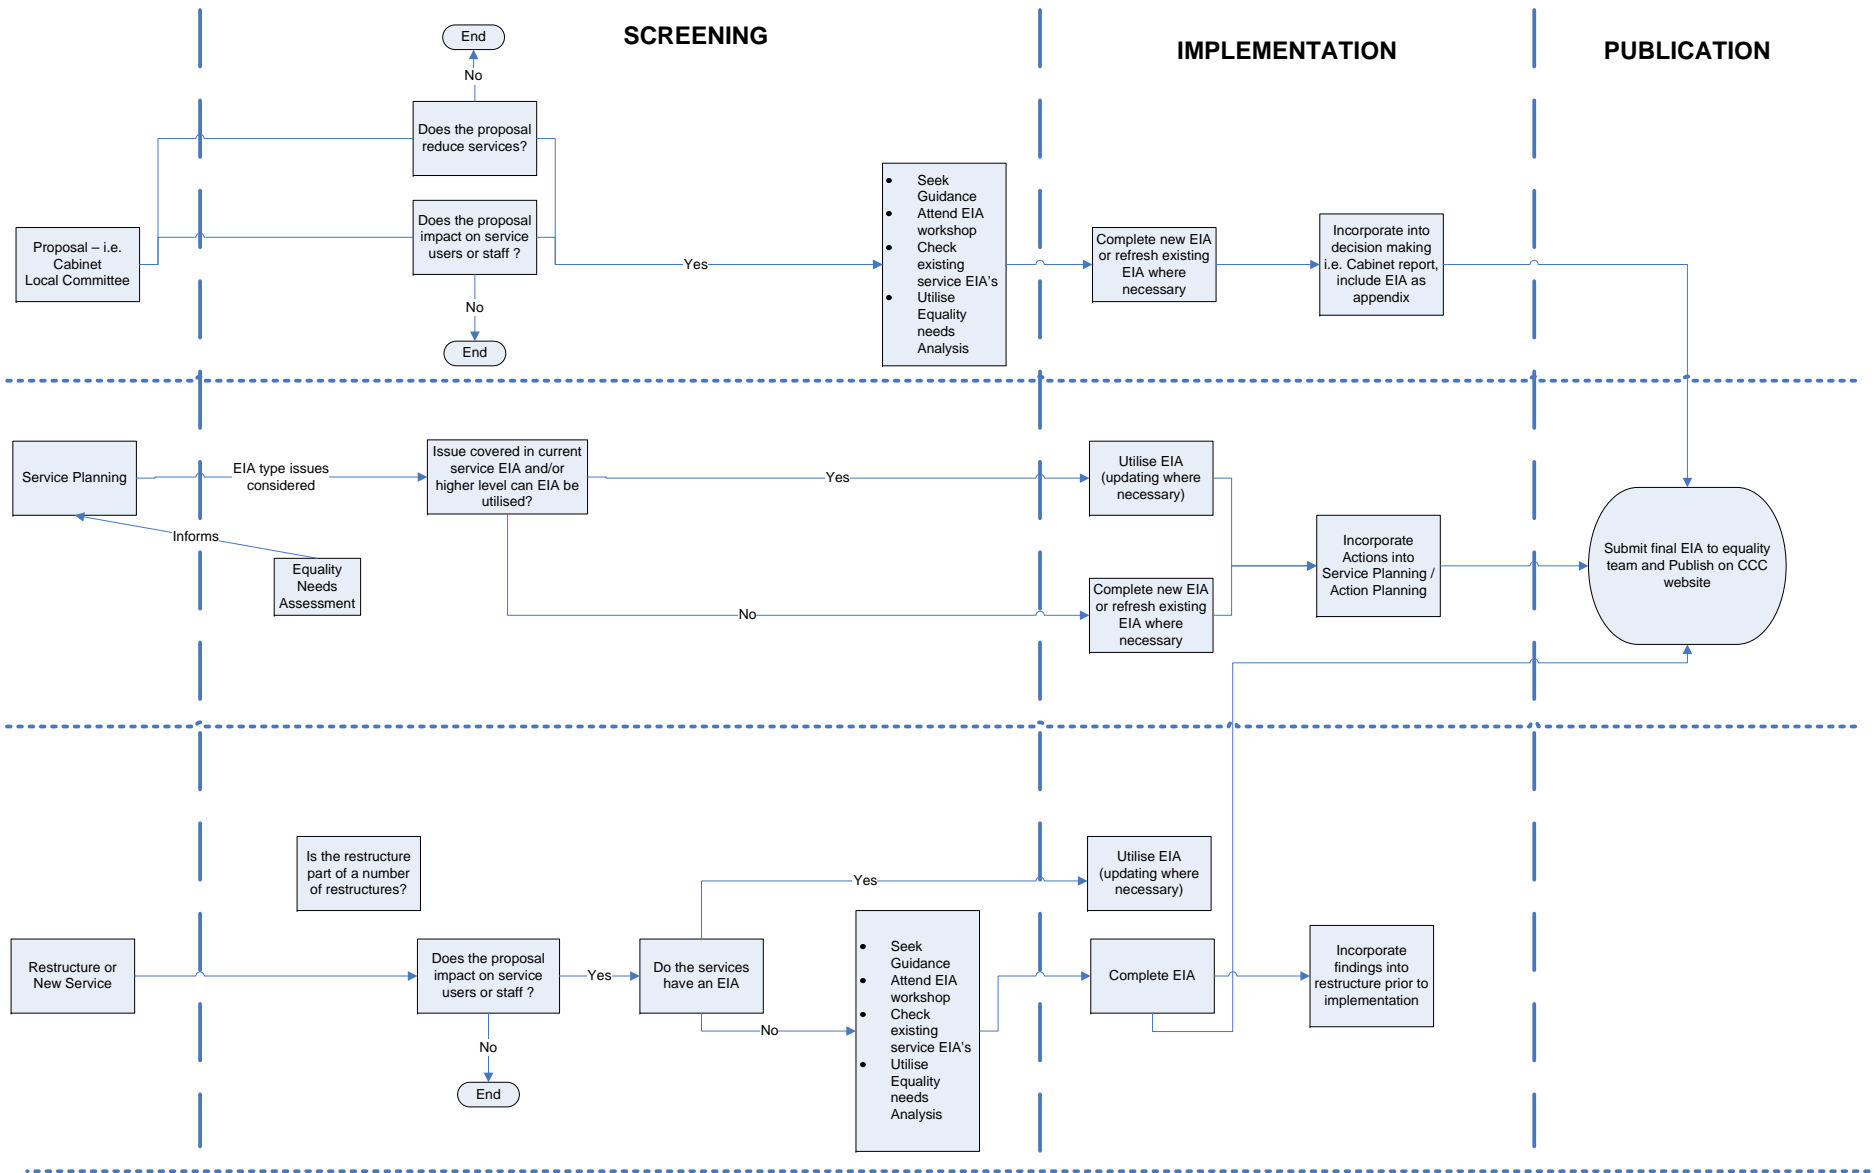 SCREENING
IMPLEMENTATION
PUBLICATION
End
No
Does the proposal
reduce services?
Does the proposal
impact on service
users or staff ?
No
End
Proposal – i.e.
Cabinet
Local Committee
Yes
• Seek
Guidance
• Attend EIA
workshop
• Check
existing
service EIA's
• Utilise
Equality
needs
Analysis
Complete new EIA
or refresh existing
EIA where
necessary
Incorporate into
decision making
i.e. Cabinet report,
include EIA as
appendix
Service Planning
EIA type issues
considered
Issue covered in current
service EIA and/or
higher level can EIA be
utilised?
Yes
Utilise EIA
(updating where
necessary)
Informs
Equality
Needs
Assessment
No
Complete new EIA
or refresh existing
EIA where
necessary
Incorporate
Actions into
Service Planning /
Action Planning
Submit final EIA to equality
team and Publish on CCC
website
Is the restructure
part of a number
of restructures?
Restructure or
New Service
Does the proposal
impact on service
users or staff ?
Yes
No
End
Do the services
have an EIA
Yes
No
Utilise EIA
(updating where
necessary)
• Seek
Guidance
• Attend EIA
workshop
• Check
existing
service EIA's
• Utilise
Equality
needs
Analysis
Complete EIA
Incorporate
findings into
restructure prior to
implementation